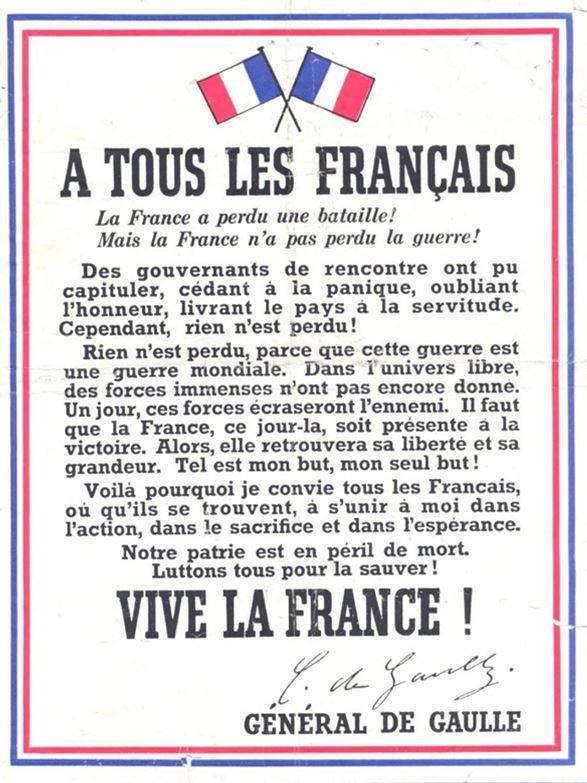 A TOUS LES FRANÇAIS
La France a perdu une bataille!
Mais la France n'a pas perdu la guerre!
Des gouvernants de rencontre ont pu
capituler, cédant à la panique, oubliant
l'honneur, livrant le pays à la servitude.
Cependant, rien n'est perdu!
Rien n'est perdu, parce que cette guerre est
une guerre mondiale. Dans l'univers libre,
des forces immenses n'ont pas encore donné.
Un jour, ces forces écraseront l'ennemi. Il faut
que la France, ce jour-la, soit présente à la
victoire. Alors, elle retrouvera sa liberté et sa
grandeur. Tel est mon but, mon seul but!
Voilà pourquoi je convie tous les Francais,
où qu'ils se trouvent, à s'unir à moi dans
l'action, dans le sacrifice et dans l'espérance.
Notre patrie est en péril de mort.
Luttons tous pour la sauver!
VIVE LA FRANCE !
C. de Gaulle.
GÉNÉRAL DE GAULLE